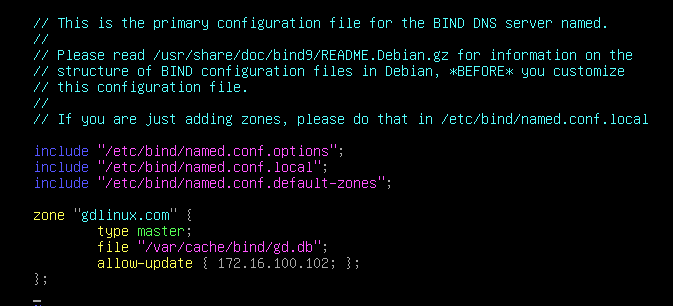 // This is the primary configuration file for the BIND DNS server named.
//
// Please read /usr/share/doc/bind9/README.Debian.gz for information on the
// structure of BIND configuration files in Debian, *BEFORE* you customize
// this configuration file.
//
// If you are just adding zones, please do that in /etc/bind/named.conf.local
include "/etc/bind/named.conf.options";
include "/etc/bind/named.conf.local";
include "/etc/bind/named.conf.default-zones";
zone "gdlinux.com" {
        type master;
        file "/var/cache/bind/gd.db";
        allow-update { 172.16.100.102; };
};